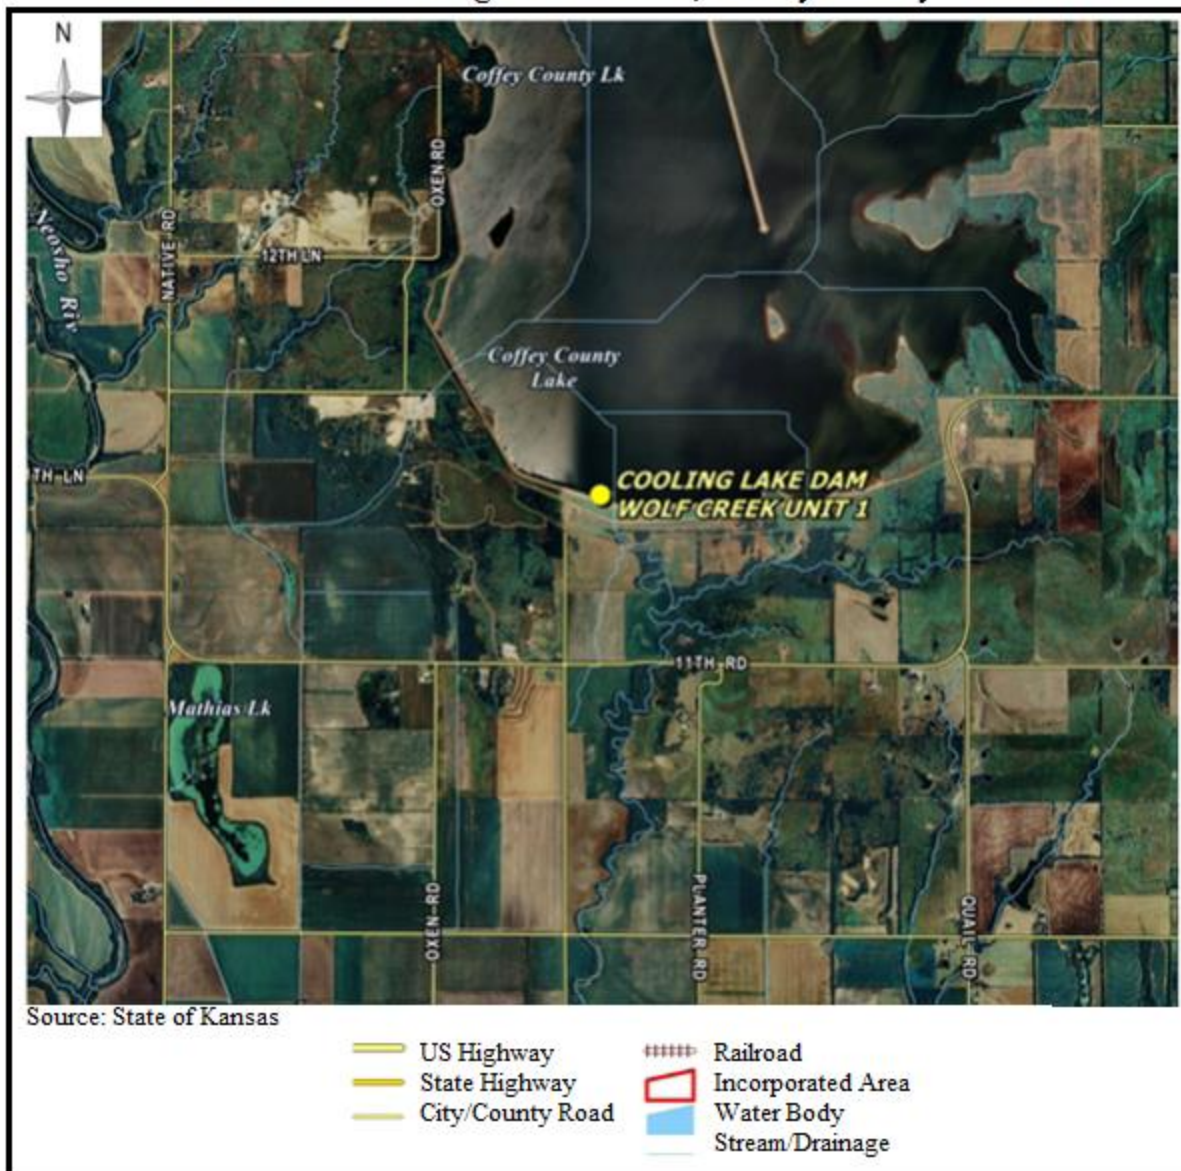 N
Coffey County Lk
OXEN RD
NATIVE RD
Neosho Riv
12TH LN
Coffey County
Lake
TH LN
COOLING LAKE DAM
WOLF CREEK UNIT 1
11TH RD
Mathias Lk
OXEN RD
PLANTER RD
QUAIL RD
Source: State of Kansas
US Highway
State Highway
City/County Road
Railroad
Incorporated Area
Water Body
Stream/Drainage